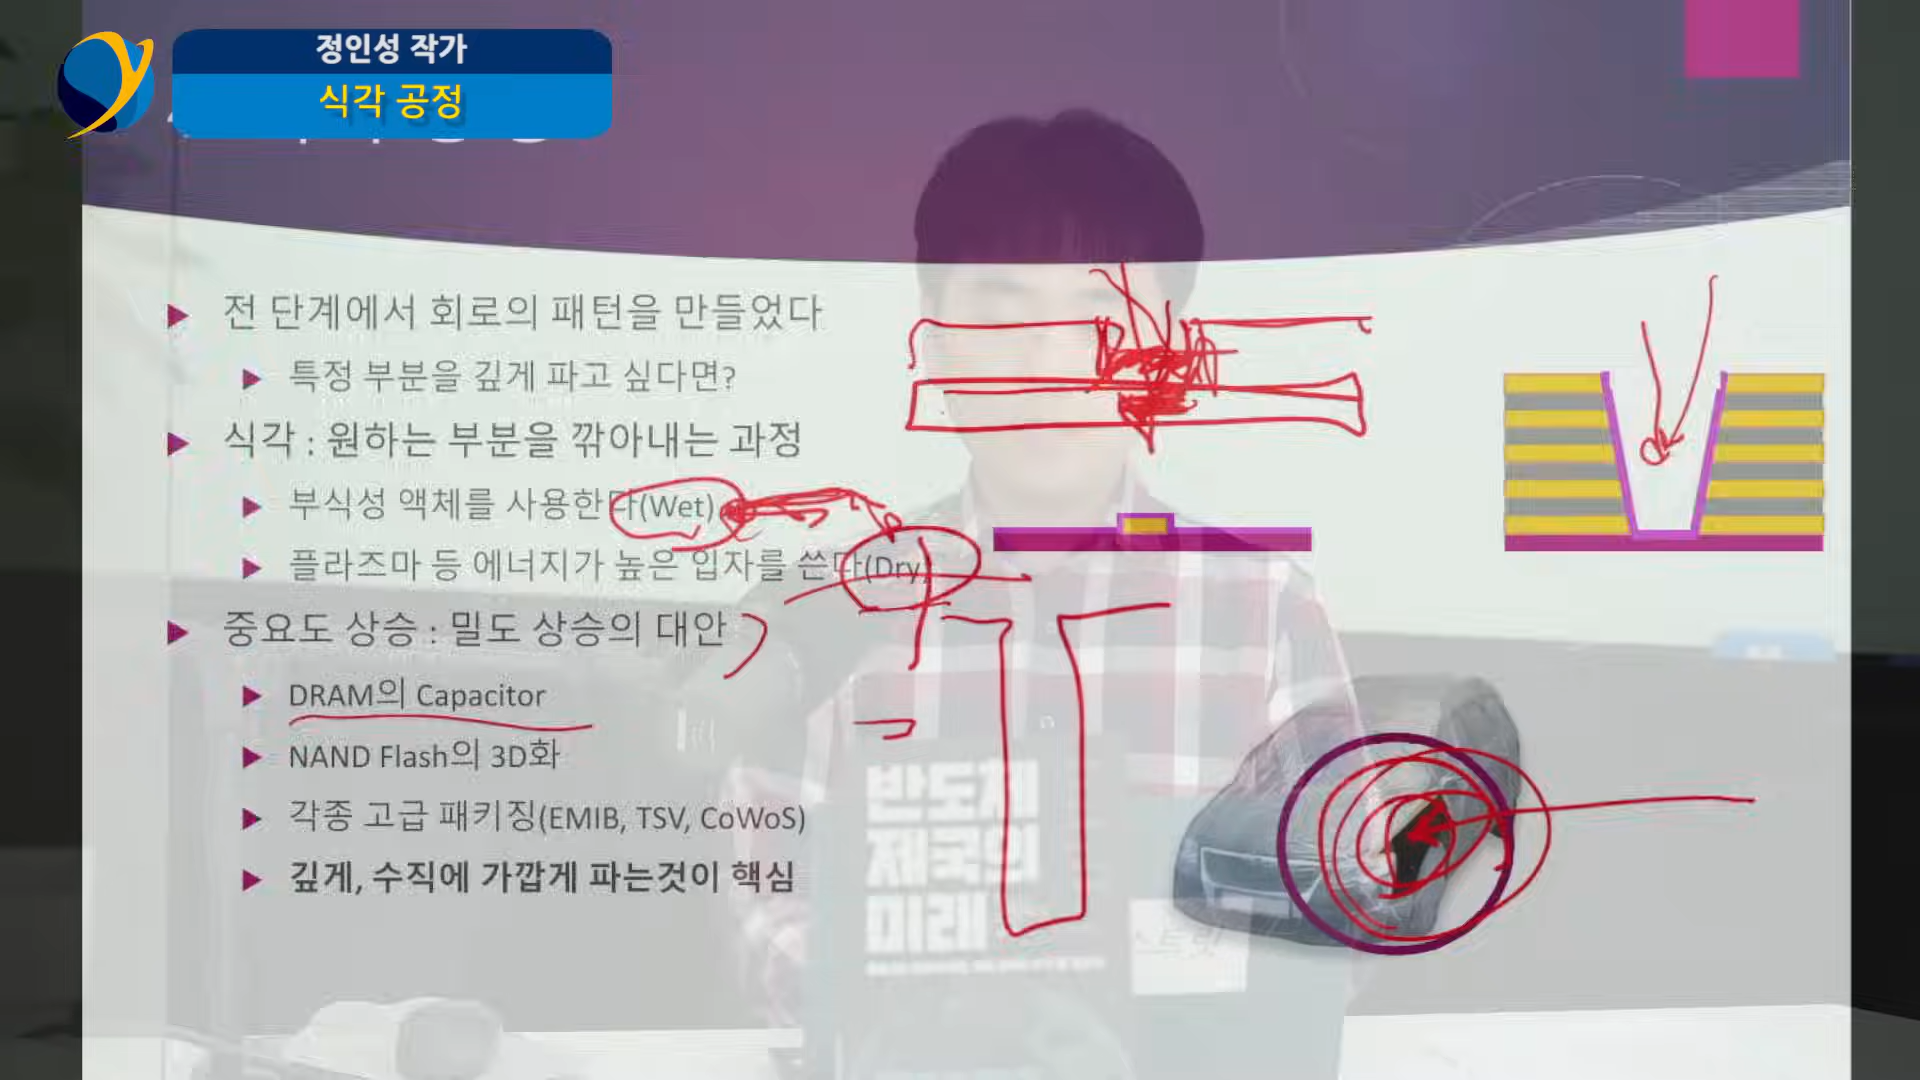 정인성 작가
식각 공정
전 단계에서 회로의 패턴을 만들었다
특정 부분을 깊게 파고 싶다면?
식각 : 원하는 부분을 깎아내는 과정
부식성 액체를 사용한다(Wet)
플라즈마 등 에너지가 높은 입자를 쓴다(Dry)
중요도 상승 : 밀도 상승의 대안
DRAM의 Capacitor
NAND Flash의 3D화
각종 고급 패키징(EMIB, TSV, CoWoS)
깊게, 수직에 가깝게 파는것이 핵심
반도체
제국의
미래